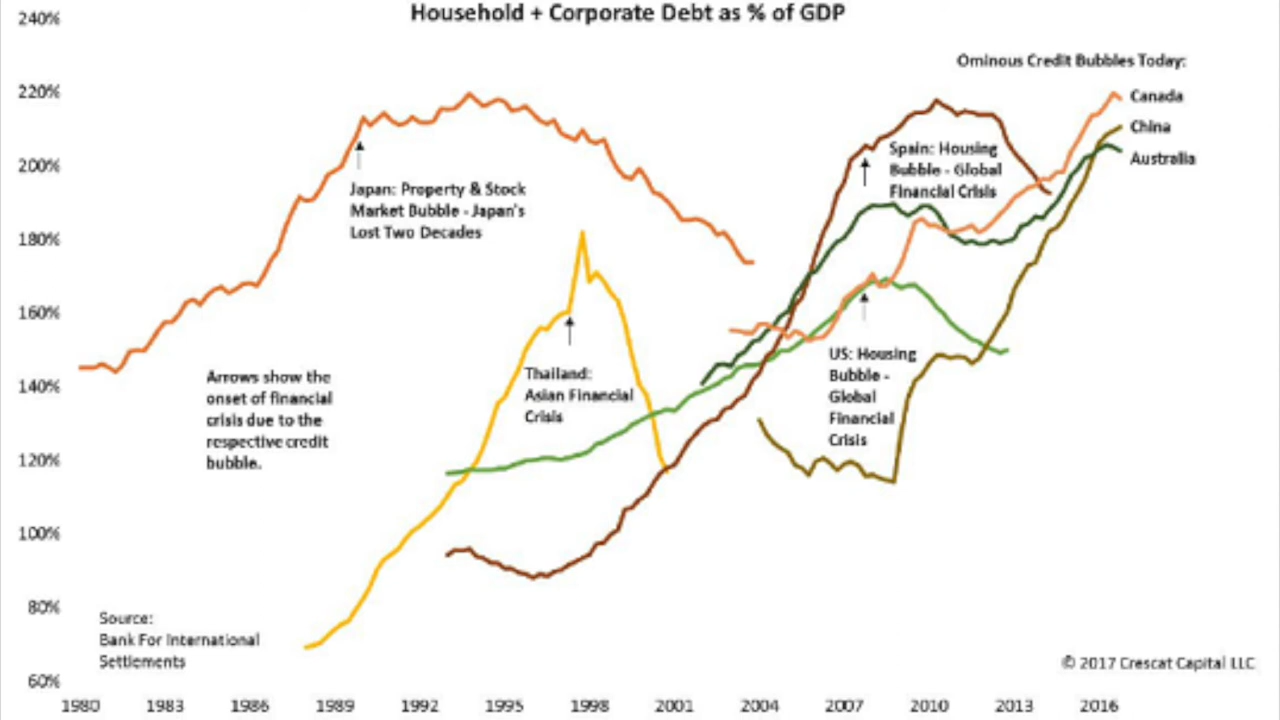 Household + Corporate Debt as % of GDP
240%
220%
200%
180%
160%
140%
120%
100%
80%
60%
Ominous Credit Bubbles Today:
Canada
China
Australia
Japan: Property & Stock
Market Bubble - Japan's
Lost Two Decades
Spain: Housing
Bubble - Global
Financial Crisis
Arrows show the
onset of financial
crisis due to the
respective credit
bubble.
Thailand:
Asian Financial
Crisis
US: Housing
Bubble -
Global
Financial
Crisis
Source:
Bank For International
Settlements
© 2017 Crescat Capital LLC
1980 1983 1986 1989 1992 1995 1998 2001 2004 2007 2010 2013 2016